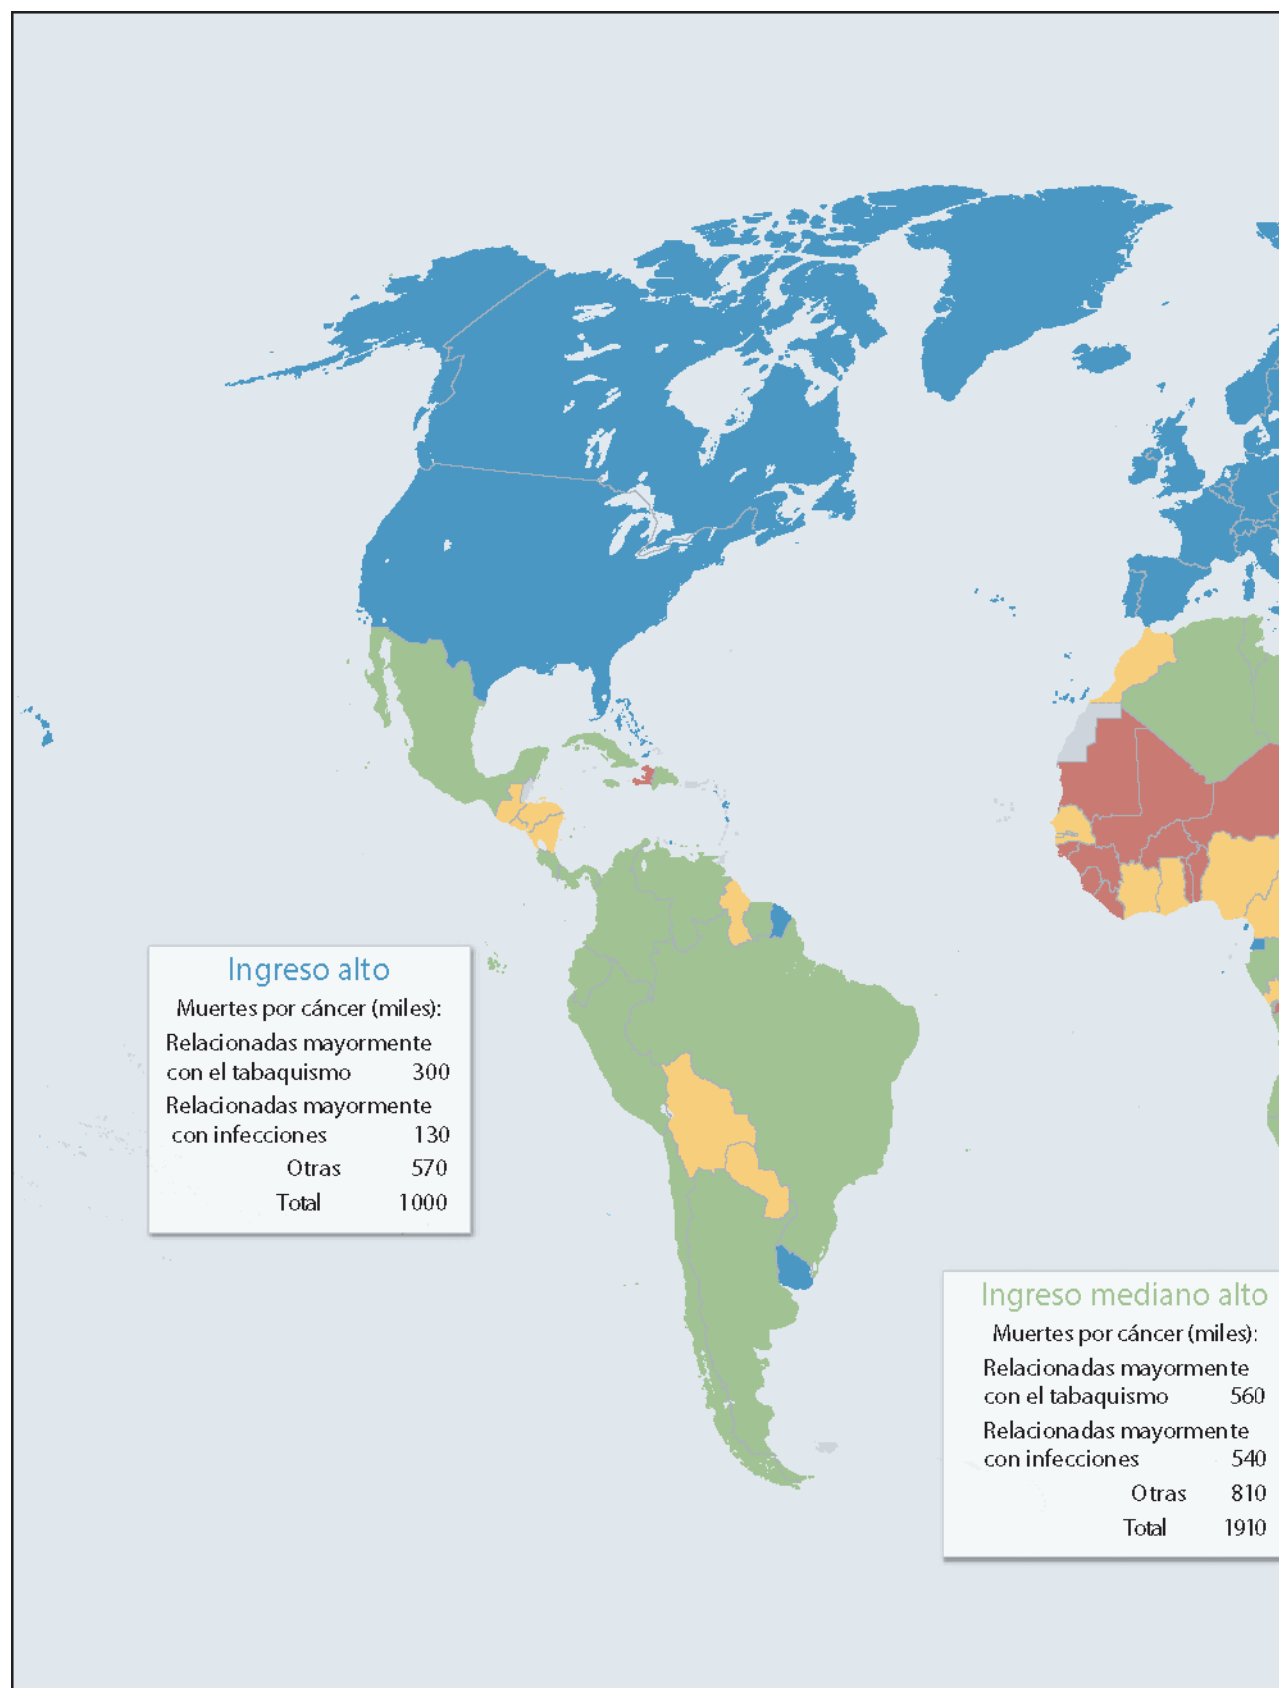 Ingreso alto
Muertes por cáncer (miles):
Relacionadas mayormente
con el tabaquismo 300
Relacionadas mayormente
con infecciones 130
Otras 570
Total 1000
Ingreso mediano alto
Muertes por cáncer (miles):
Relacionadas mayormente
con el tabaquismo 560
Relacionadas mayormente
con infecciones 540
Otras 810
Total 1910